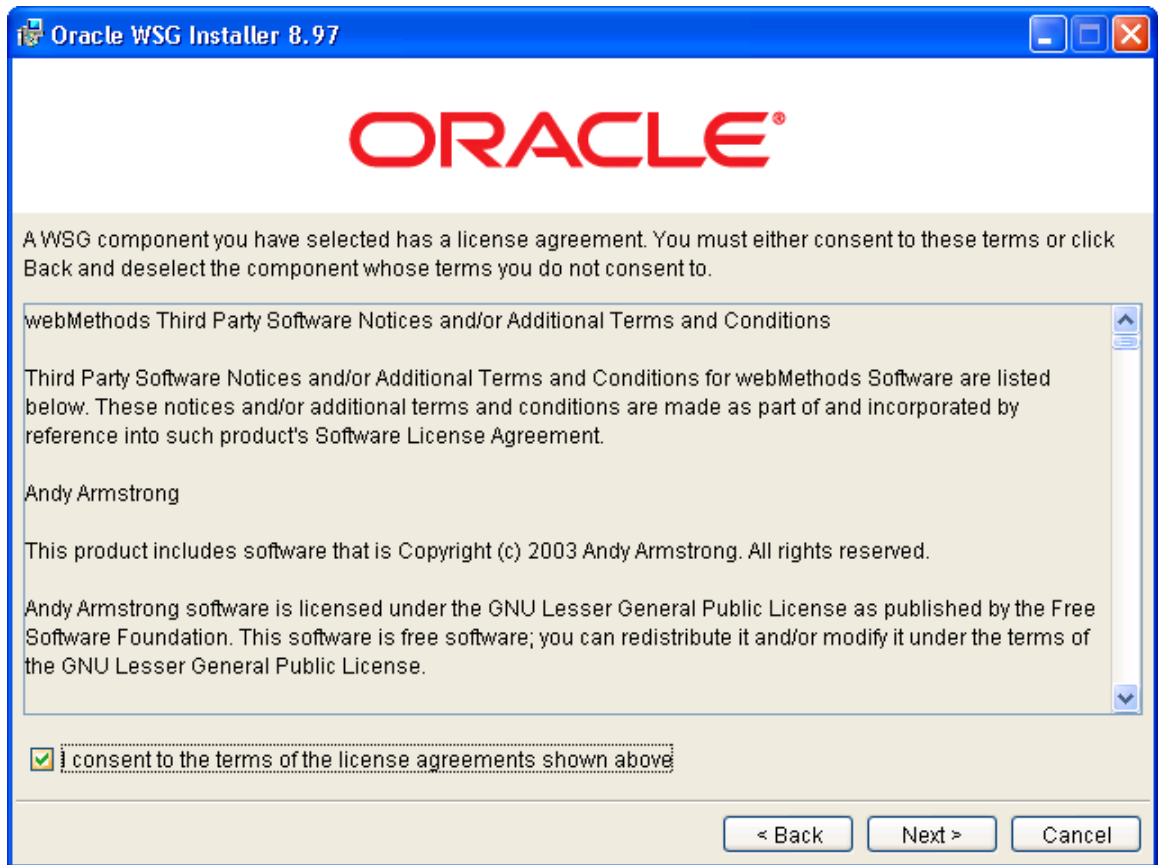 Oracle WSG Installer 8.97
ORACLE®
A WSG component you have selected has a license agreement. You must either consent to these terms or click
Back and deselect the component whose terms you do not consent to.
webMethods Third Party Software Notices and/or Additional Terms and Conditions
Third Party Software Notices and/or Additional Terms and Conditions for webMethods Software are listed
below. These notices and/or additional terms and conditions are made as part of and incorporated by
reference into such product's Software License Agreement.
Andy Armstrong
This product includes software that is Copyright (c) 2003 Andy Armstrong. All rights reserved.
Andy Armstrong software is licensed under the GNU Lesser General Public License as published by the Free
Software Foundation. This software is free software; you can redistribute it and/or modify it under the terms of
the GNU Lesser General Public License.
I consent to the terms of the license agreements shown above
< Back Next > Cancel